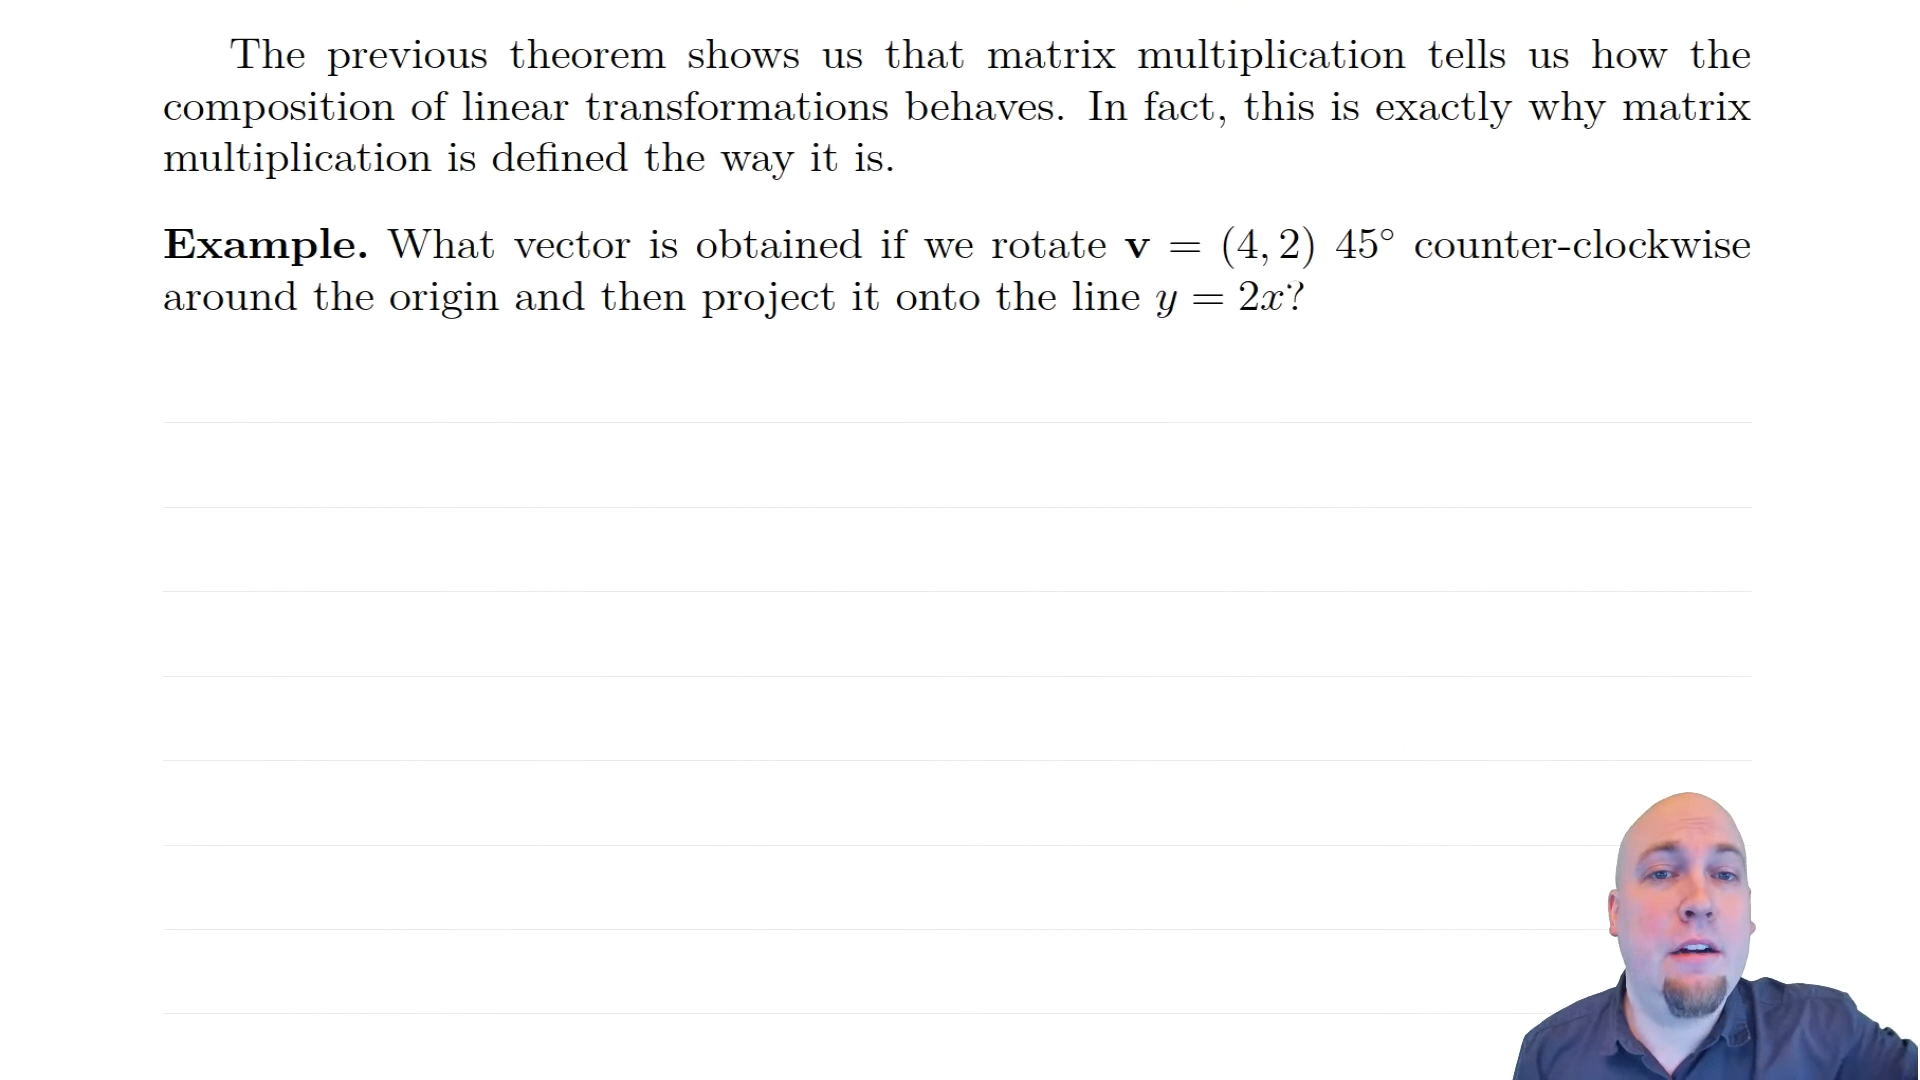 The previous theorem shows us that matrix multiplication tells us how the
composition of linear transformations behaves. In fact, this is exactly why matrix
multiplication is defined the way it is.
Example. What vector is obtained if we rotate v = (4, 2) 45° counter-clockwise
around the origin and then project it onto the line y = 2x?